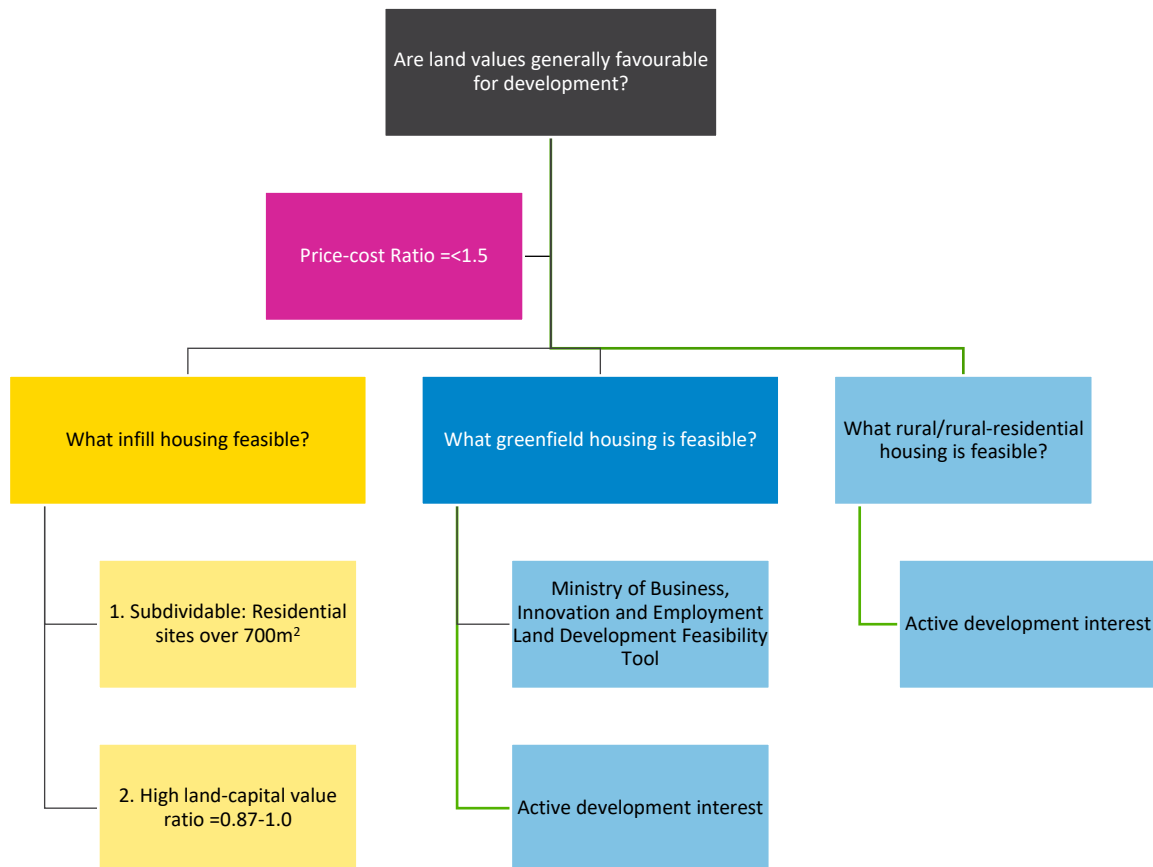 Are land values generally favourable
for development?
Price-cost Ratio =<1.5
What infill housing feasible?
What greenfield housing is feasible?
What rural/rural-residential
housing is feasible?
1. Subdividable: Residential
sites over 700m²
Ministry of Business,
Innovation and Employment
Land Development Feasibility
Tool
Active development interest
2. High land-capital value
ratio =0.87-1.0
Active development interest